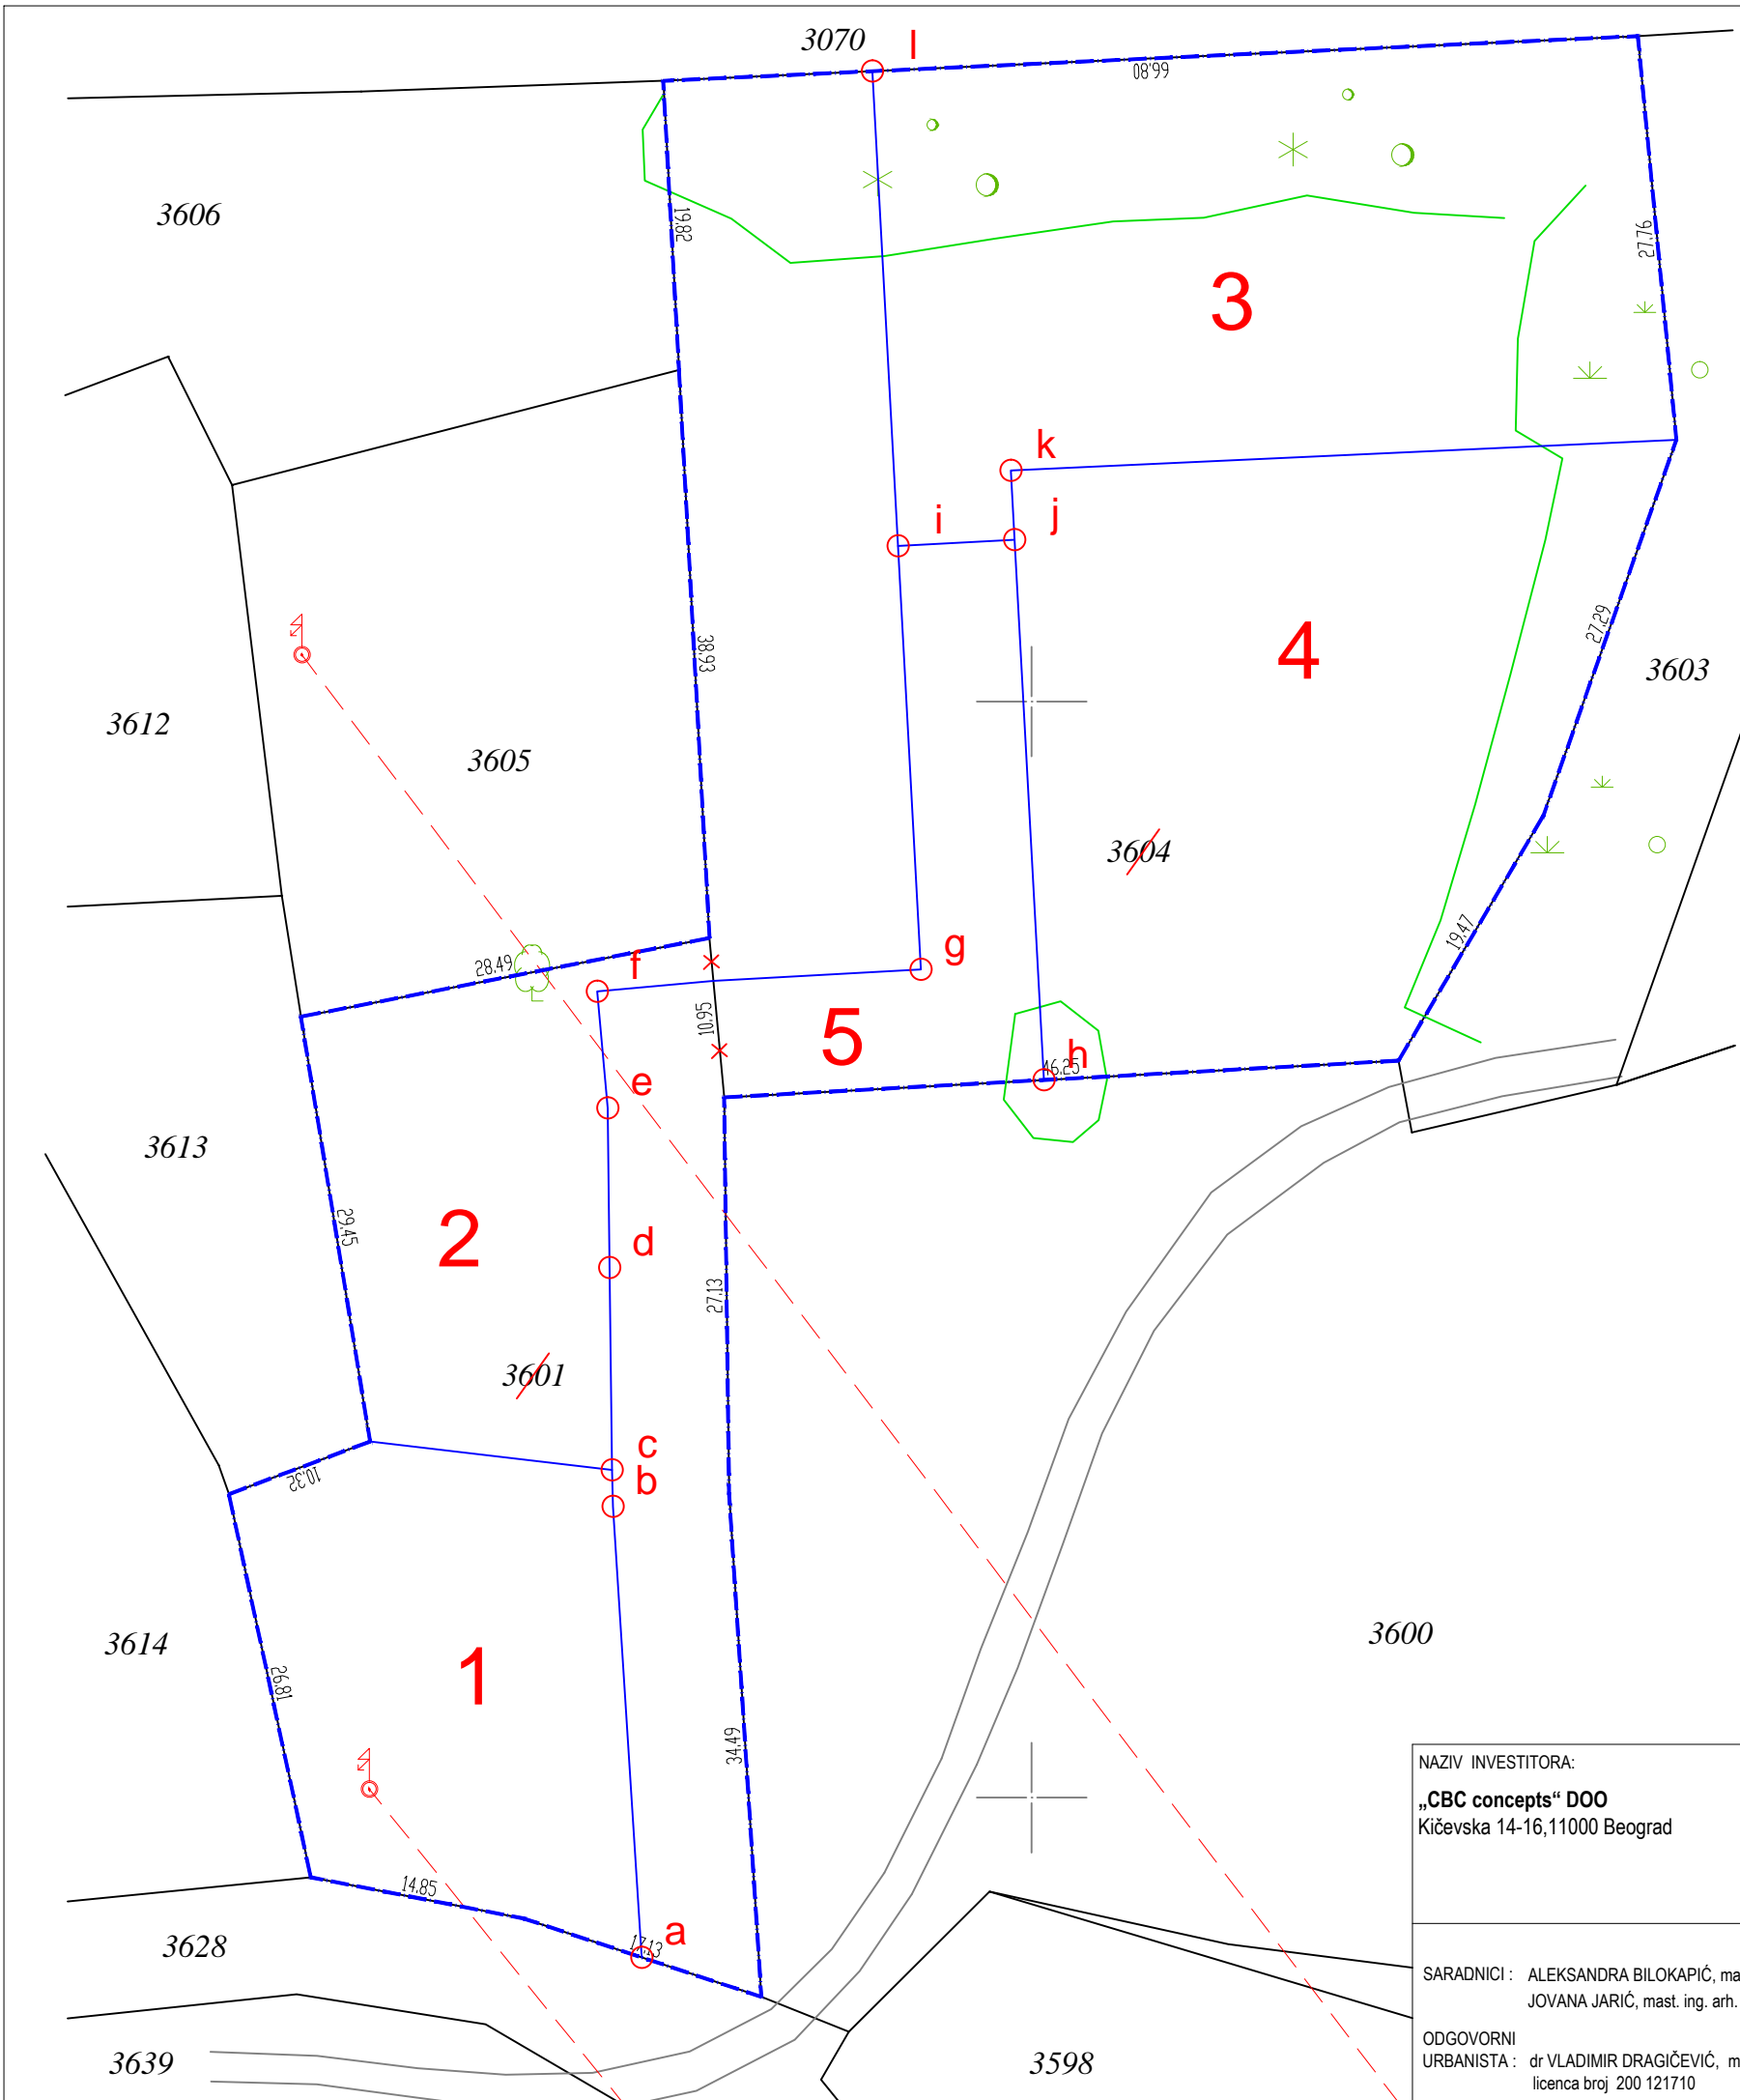 3070
l
66.80
3606
19.82
27.76
3
k
i
j
27.29
4
3603
38.93
3612
3605
3604
19.47
28.49
f
g
10.95
5
h
46.25
e
3613
29.45
2
d
27.13
3601
c
b
10.32
3614
26.81
1
34.49
3600
14.85
a
17.13
3628
3639
3598
NAZIV INVESTITORA:
„CBC concepts“ DOO
Kičevska 14-16,11000 Beograd
SARADNICI : ALEKSANDRA BILOKAPIĆ, ma
JOVANA JARIĆ, mast. ing. arh.
ODGOVORNI
URBANISTA : dr VLADIMIR DRAGIČEVIĆ, m
licenca broj 200 121710